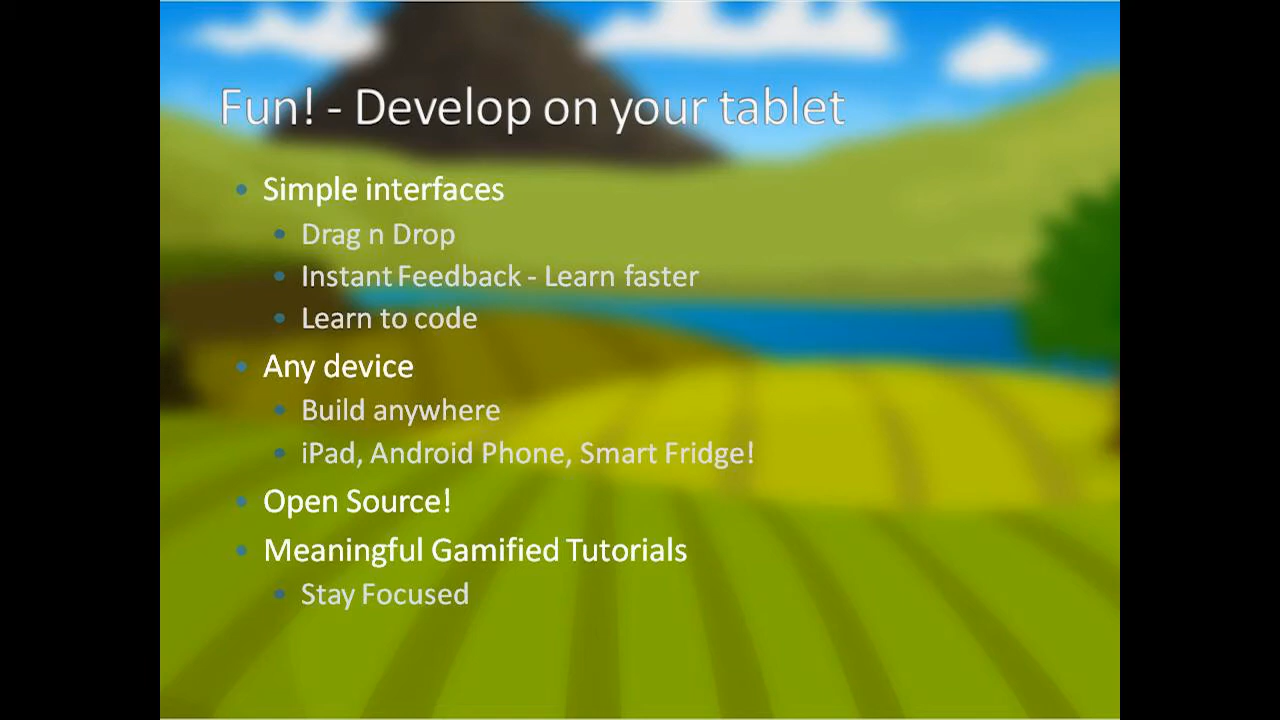 Fun! - Develop on your tablet
Simple interfaces
Drag n Drop
Instant Feedback - Learn faster
Learn to code
Any device
Build anywhere
iPad, Android Phone, Smart Fridge!
Open Source!
Meaningful Gamified Tutorials
Stay Focused